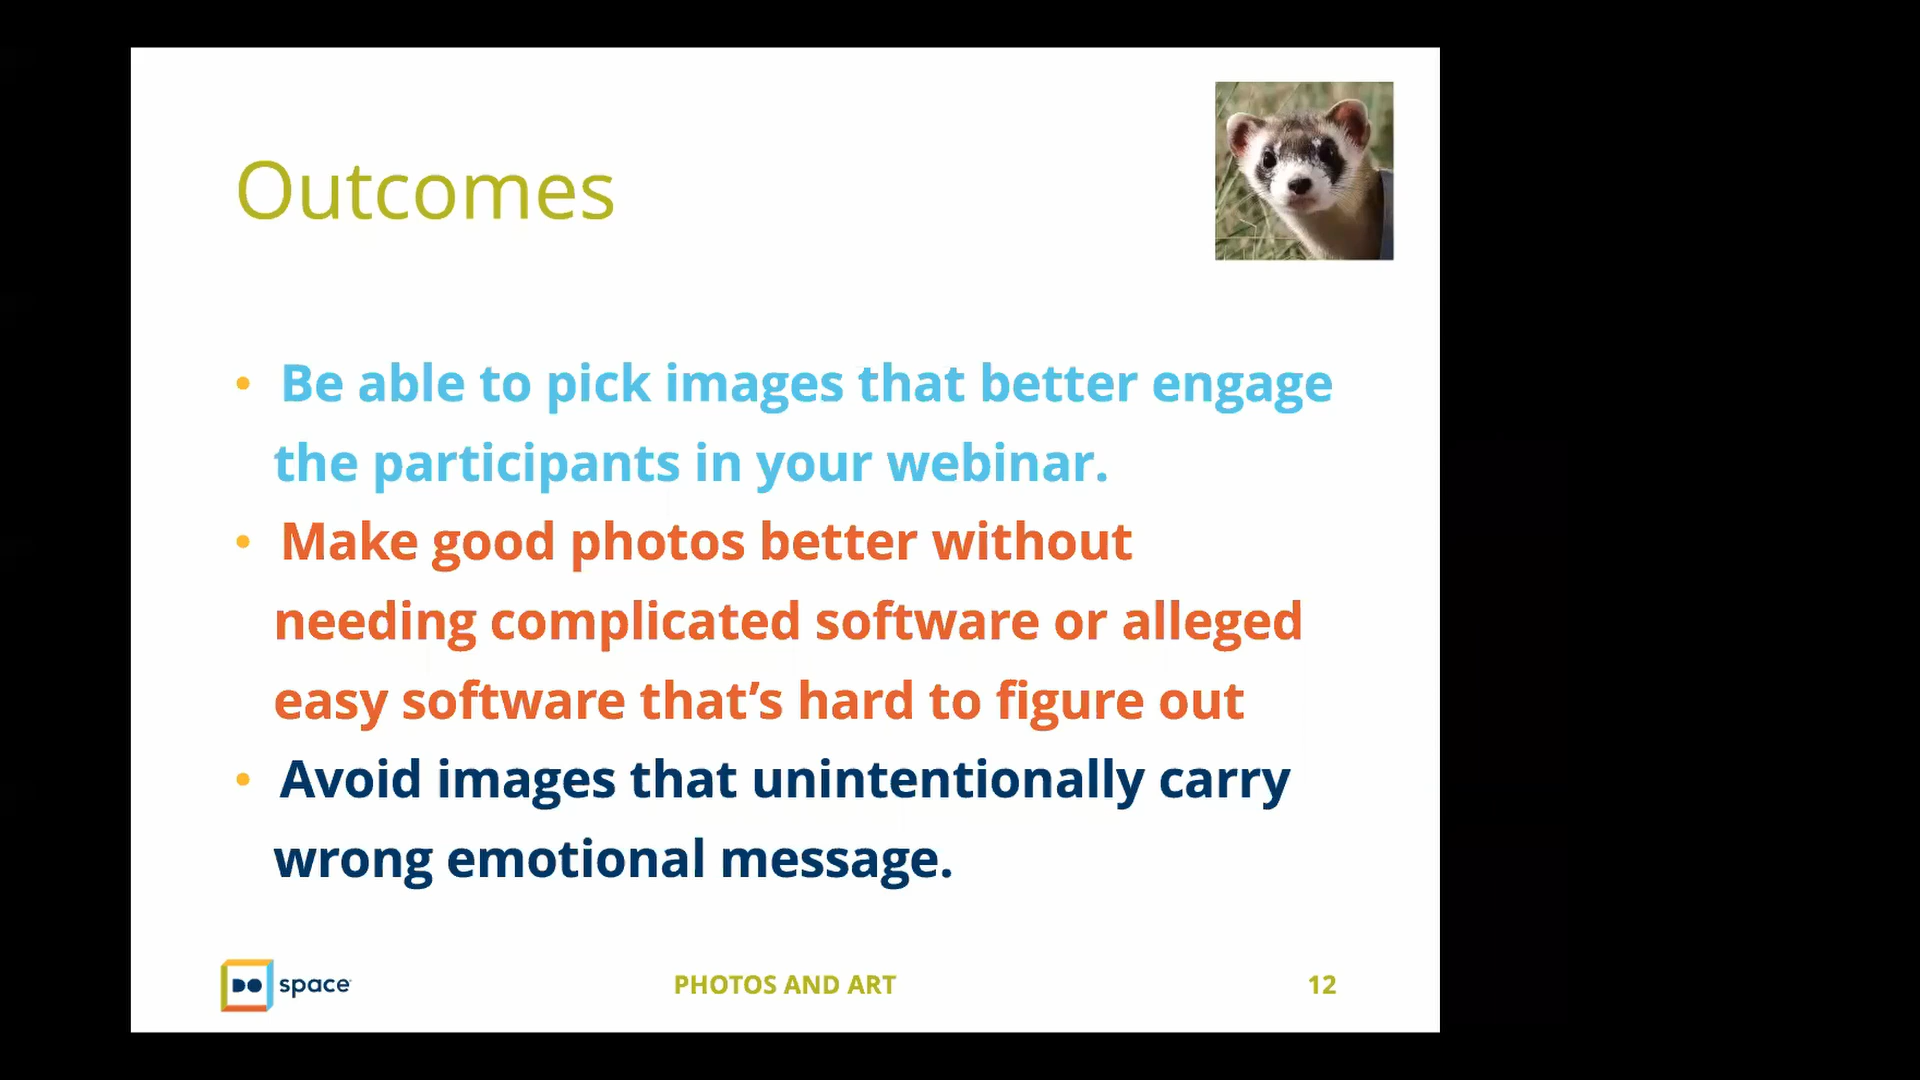 Outcomes
• Be able to pick images that better engage
the participants in your webinar.
• Make good photos better without
needing complicated software or alleged
easy software that’s hard to figure out
• Avoid images that unintentionally carry
wrong emotional message.
DO space
PHOTOS AND ART
12